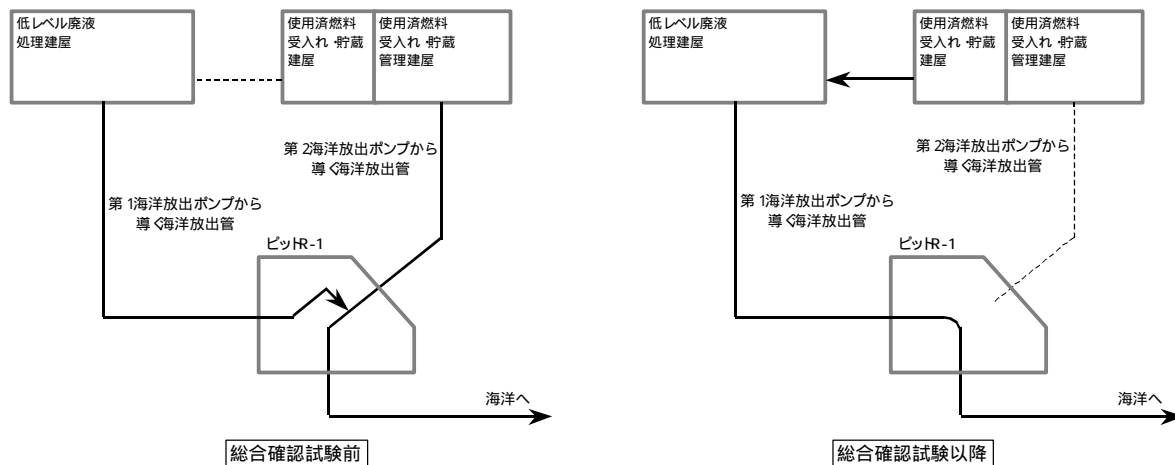 低レベル廃液
処理建屋
使用済燃料
受入れ・貯蔵
建屋
使用済燃料
受入れ・貯蔵
管理建屋
第2海洋放出ポンプから
導く海洋放出管
第1海洋放出ポンプから
導く海洋放出管
ピットR-1
海洋へ
総合確認試験前
低レベル廃液
処理建屋
使用済燃料
受入れ・貯蔵
建屋
使用済燃料
受入れ・貯蔵
管理建屋
第2海洋放出ポンプから
導く海洋放出管
第1海洋放出ポンプから
導く海洋放出管
ピットR-1
海洋へ
総合確認試験以降